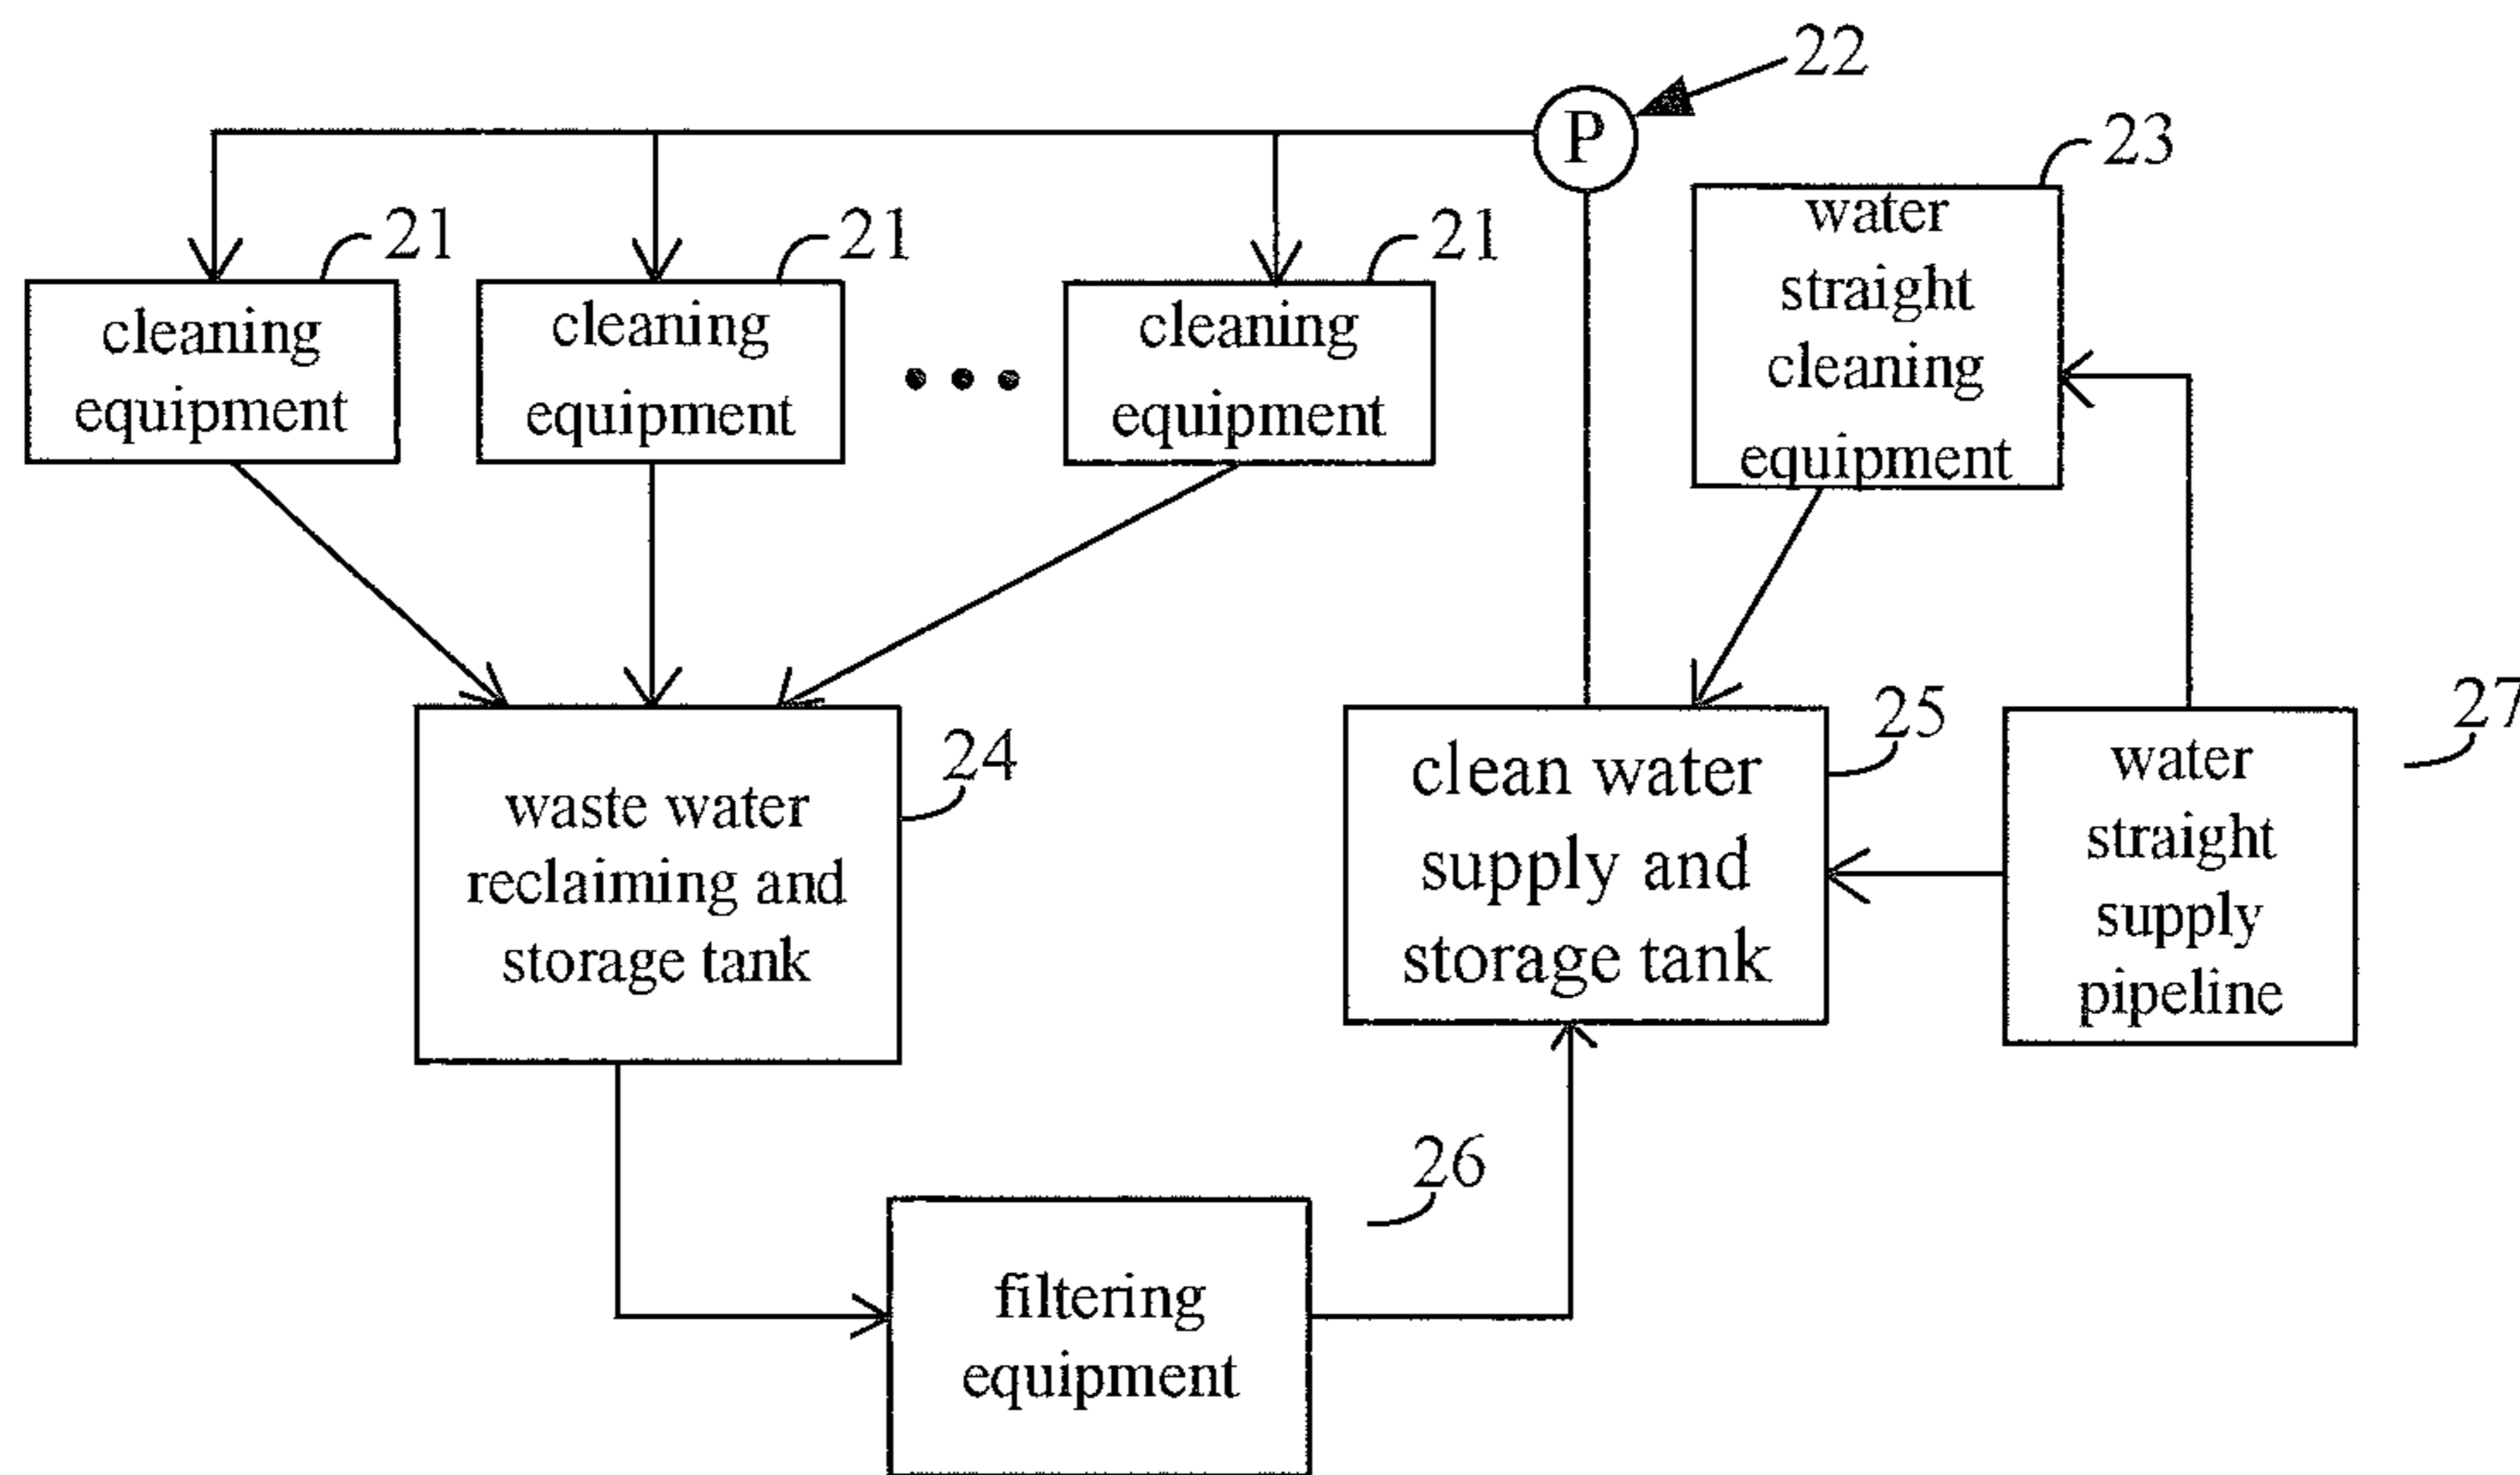 22
P
23
water
straight
cleaning
equipment
21
21
21
cleaning
equipment
cleaning
equipment
cleaning
equipment
24
waste water
reclaiming and
storage tank
25
clean water
supply and
storage tank
27
water
straight
supply
pipeline
26
filtering
equipment